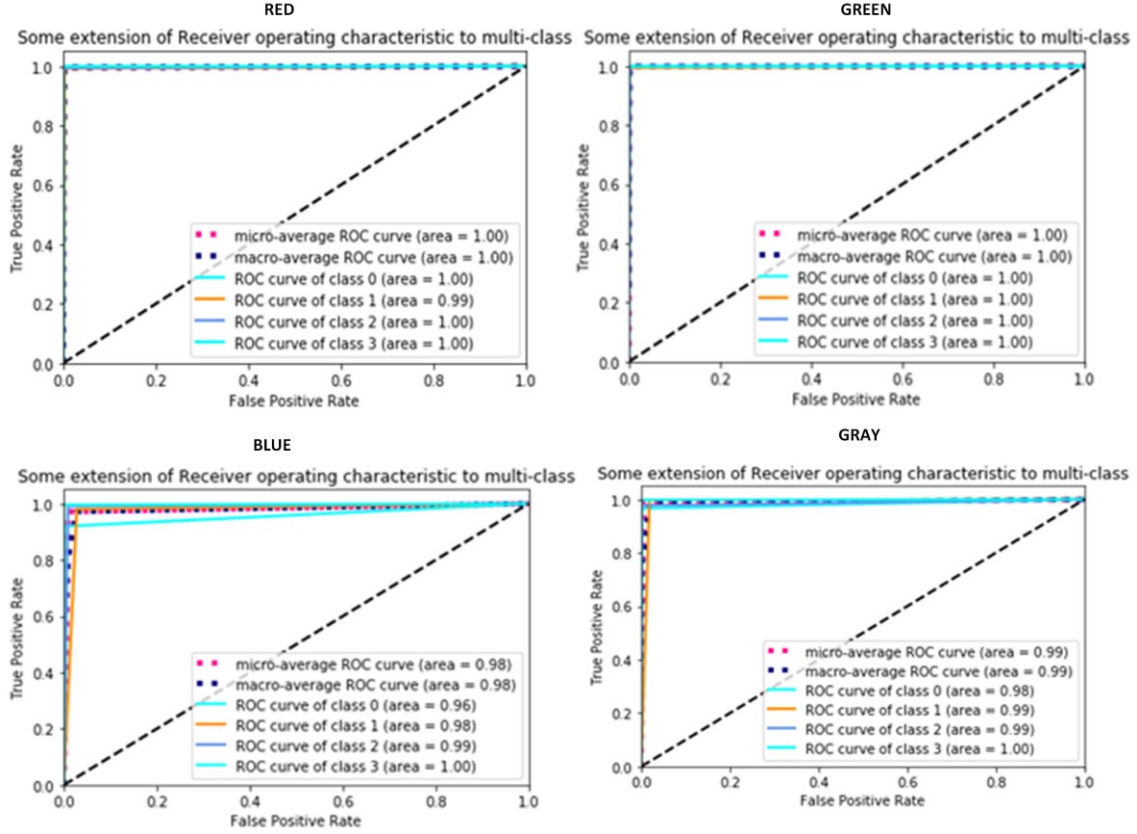 RED
Some extension of Receiver operating characteristic to multi-class
1.0
0.8
0.6
0.4
0.2
0.0
True Positive Rate
micro-average ROC curve (area = 1.00)
macro-average ROC curve (area = 1.00)
ROC curve of class 0 (area = 1.00)
ROC curve of class 1 (area = 0.99)
ROC curve of class 2 (area = 1.00)
ROC curve of class 3 (area = 1.00)
0.0 0.2 0.4 0.6 0.8 1.0
False Positive Rate
GREEN
Some extension of Receiver operating characteristic to multi-class
1.0
0.8
0.6
0.4
0.2
0.0
True Positive Rate
micro-average ROC curve (area = 1.00)
macro-average ROC curve (area = 1.00)
ROC curve of class 0 (area = 1.00)
ROC curve of class 1 (area = 1.00)
ROC curve of class 2 (area = 1.00)
ROC curve of class 3 (area = 1.00)
0.0 0.2 0.4 0.6 0.8 1.0
False Positive Rate
BLUE
Some extension of Receiver operating characteristic to multi-class
1.0
0.8
0.6
0.4
0.2
0.0
True Positive Rate
micro-average ROC curve (area = 0.98)
macro-average ROC curve (area = 0.98)
ROC curve of class 0 (area = 0.96)
ROC curve of class 1 (area = 0.98)
ROC curve of class 2 (area = 0.99)
ROC curve of class 3 (area = 1.00)
0.0 0.2 0.4 0.6 0.8 1.0
False Positive Rate
GRAY
Some extension of Receiver operating characteristic to multi-class
1.0
0.8
0.6
0.4
0.2
0.0
True Positive Rate
micro-average ROC curve (area = 0.99)
macro-average ROC curve (area = 0.99)
ROC curve of class 0 (area = 0.98)
ROC curve of class 1 (area = 0.99)
ROC curve of class 2 (area = 0.99)
ROC curve of class 3 (area = 1.00)
0.0 0.2 0.4 0.6 0.8 1.0
False Positive Rate